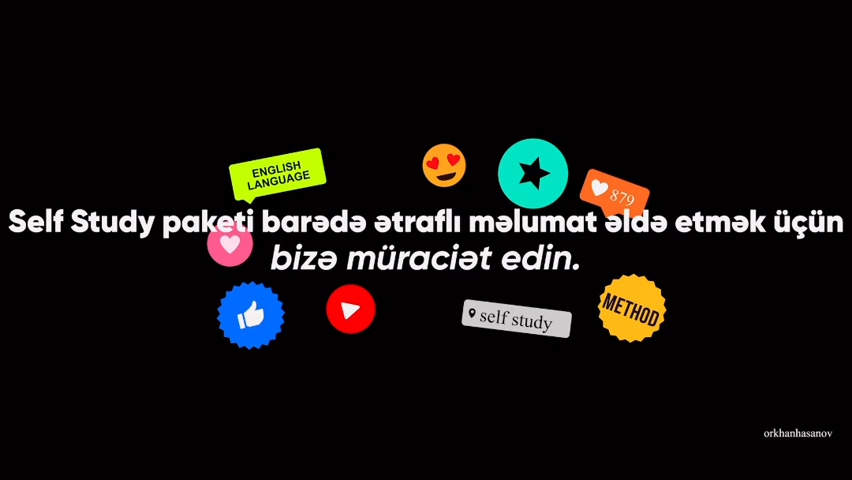 ENGLISH
LANGUAGE
879
Self Study paketi barədə ətraflı məlumat əldə etmək üçün
bizə müraciət edin.
self study
METHOD
orkhanhasanov